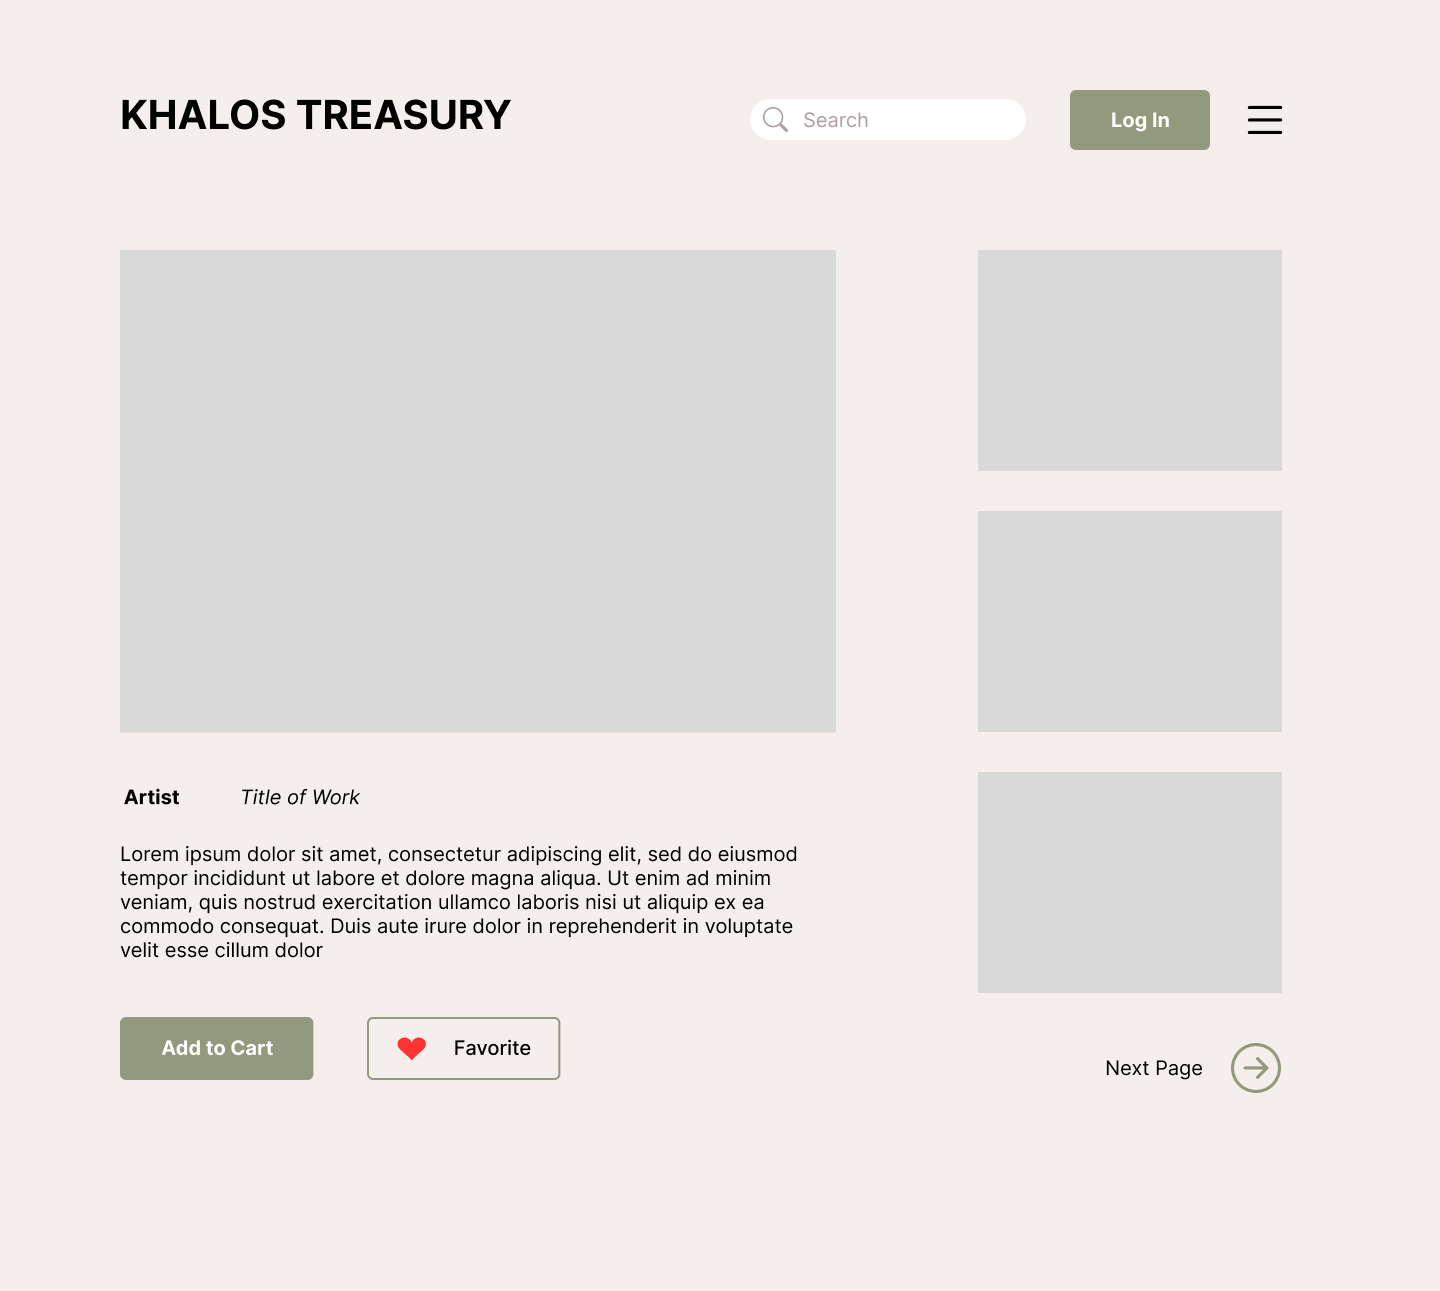 KHALOS TREASURY
Search
Log In
Artist
Title of Work
Lorem ipsum dolor sit amet, consectetur adipiscing elit, sed do eiusmod
tempor incididunt ut labore et dolore magna aliqua. Ut enim ad minim
veniam, quis nostrud exercitation ullamco laboris nisi ut aliquip ex ea
commodo consequat. Duis aute irure dolor in reprehenderit in voluptate
velit esse cillum dolor
Add to Cart
Favorite
Next Page